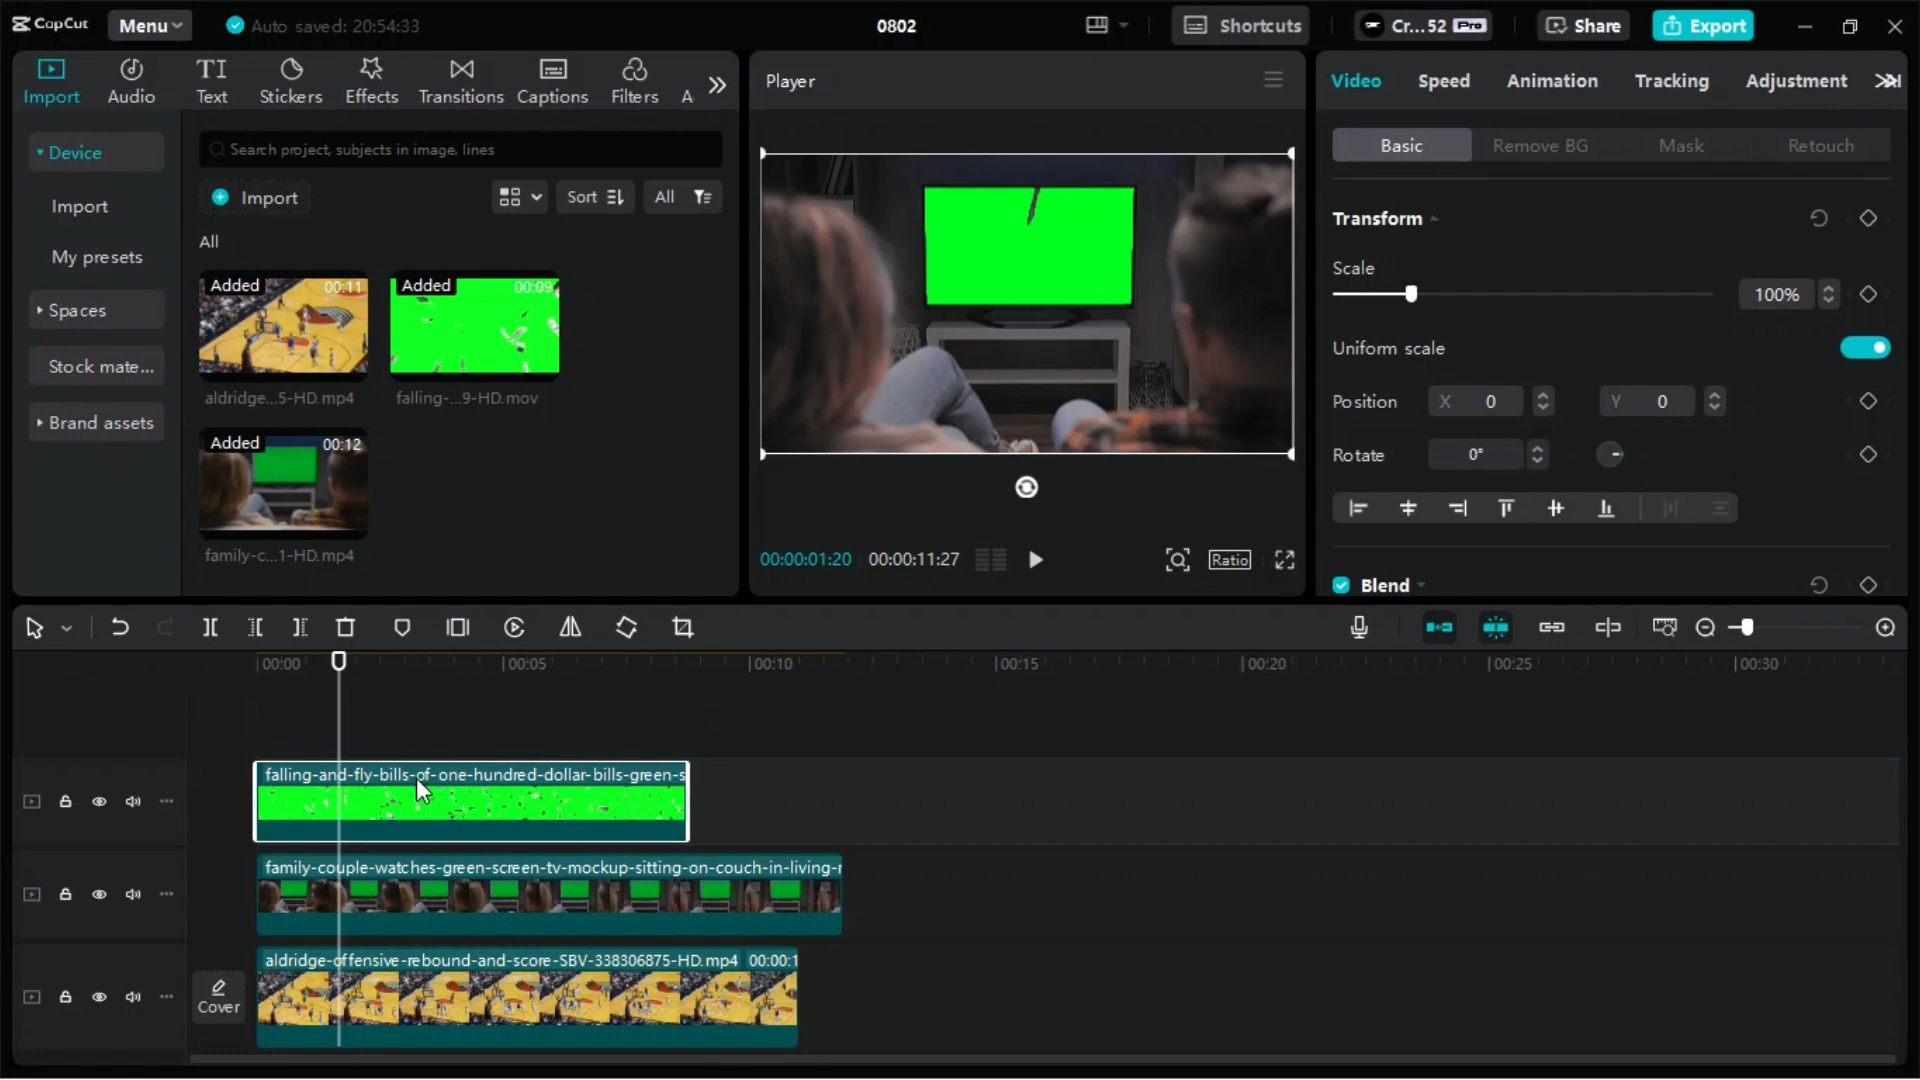 CapCut
Menu
Auto saved: 20:54:33
0802
Shortcuts
Cr...52 Pro
Share
Export
Import
Audio
TI
Text
Stickers
Effects
Transitions
Captions
Filters
A
Player
Video
Speed
Animation
Tracking
Adjustment
Device
Import
My presets
Spaces
Stock mate...
Brand assets
Search project, subjects in image, lines
Import
Sort
All
All
Added 00:11
aldridge...5-HD.mp4
Added 00:09
falling-...9-HD.mov
Added 00:12
family-c...1-HD.mp4
00:00:01:20 00:00:11:27
Ratio
Basic
Remove BG
Mask
Retouch
Transform
Scale
100%
Uniform scale
Position X 0 Y 0
Rotate 0°
Blend
00:00 00:05 00:10 00:15 00:20 00:25 00:30
falling-and-fly-bills-of-one-hundred-dollar-bills-green-s
family-couple-watches-green-screen-tv-mockup-sitting-on-couch-in-living-r
Cover
aldridge-offensive-rebound-and-score-SBV-338306875-HD.mp4 00:00:1